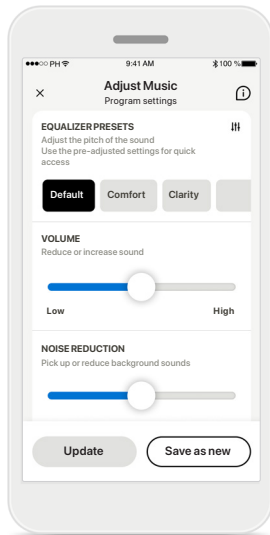 ●●●○○ PH 9:41 AM 100 %
Adjust Music
Program settings
EQUALIZER PRESETS
Adjust the pitch of the sound
Use the pre-adjusted settings for quick
access
Default Comfort Clarity
VOLUME
Reduce or increase sound
Low High
NOISE REDUCTION
Pick up or reduce background sounds
Update Save as new